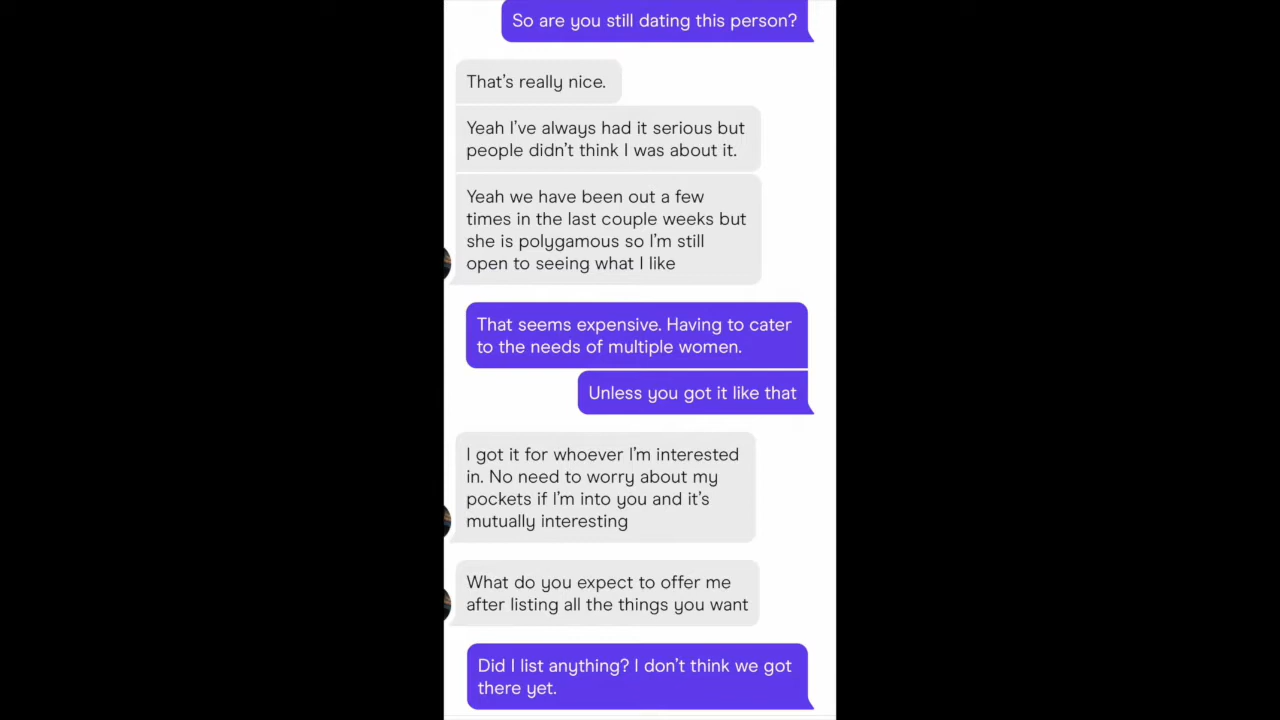 So are you still dating this person?
That's really nice.
Yeah I've always had it serious but
people didn't think I was about it.
Yeah we have been out a few
times in the last couple weeks but
she is polygamous so I'm still
open to seeing what I like
That seems expensive. Having to cater
to the needs of multiple women.
Unless you got it like that
I got it for whoever I'm interested
in. No need to worry about my
pockets if I'm into you and it's
mutually interesting
What do you expect to offer me
after listing all the things you want
Did I list anything? I don't think we got
there yet.